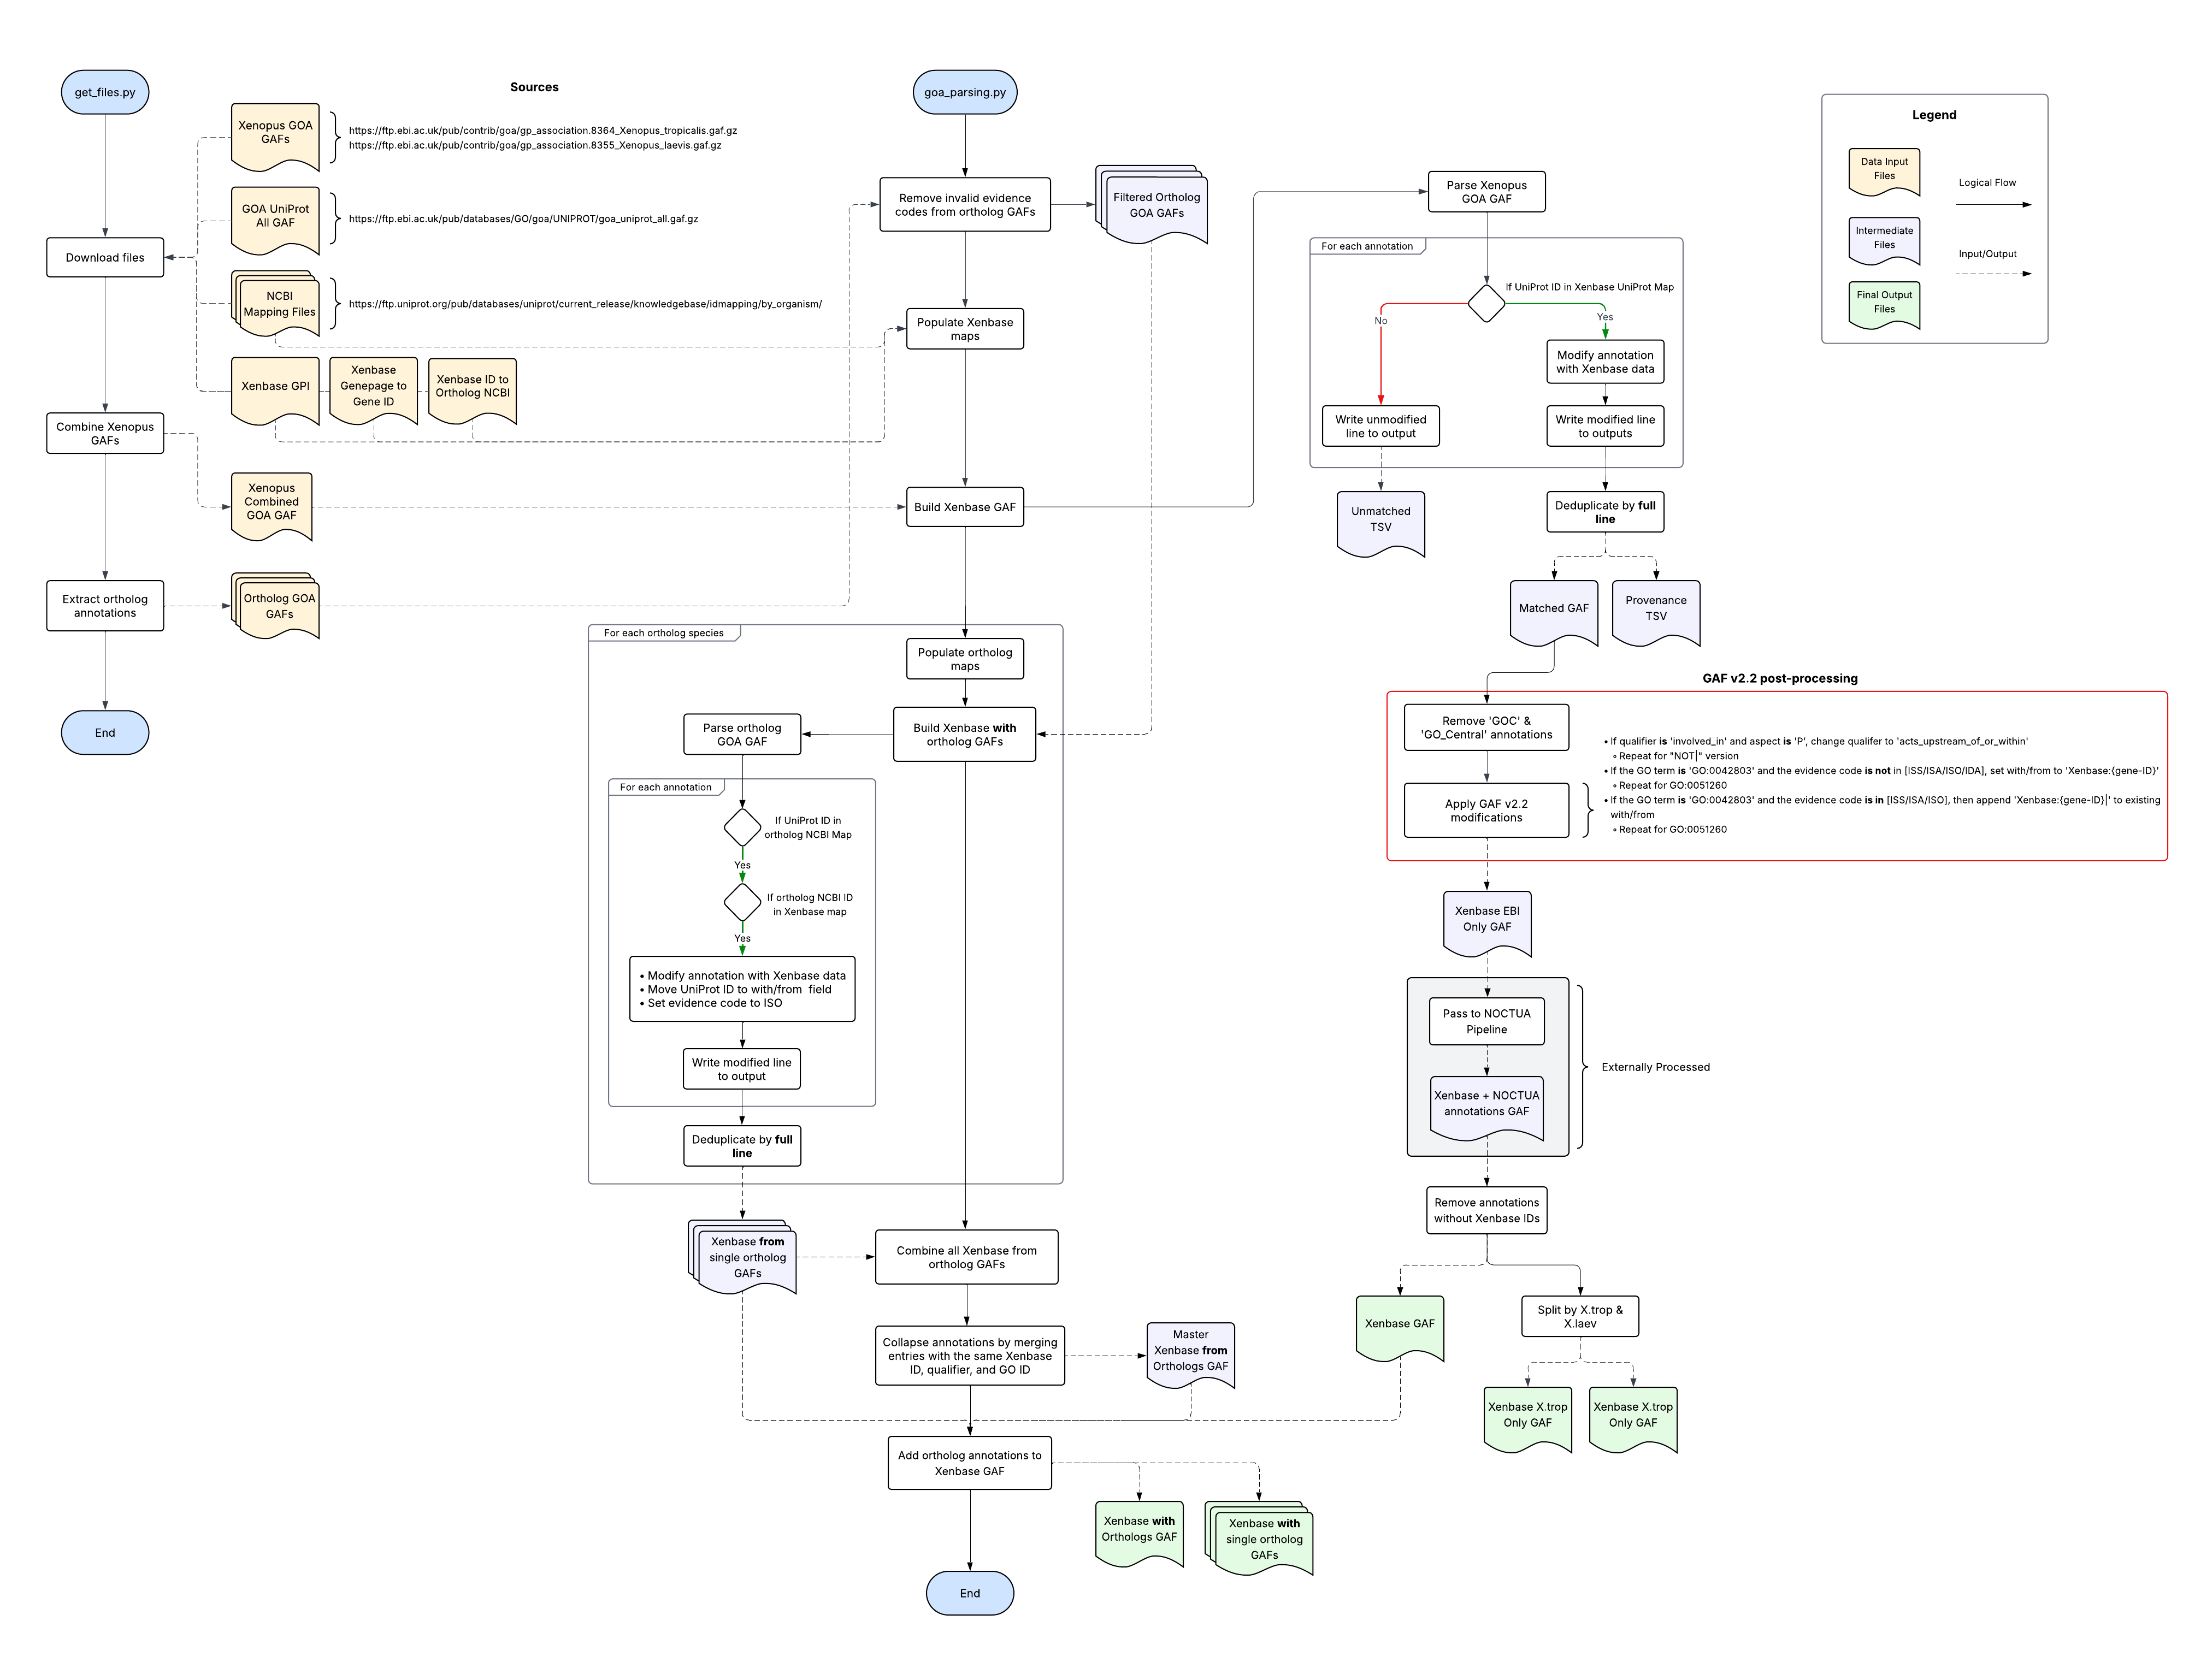 get_files.py
Download files
Combine Xenopus
GAFs
Extract ortholog
annotations
End
Sources
Xenopus GOA
GAFs
https://ftp.ebi.ac.uk/pub/contrib/goa/gp_association.8364_Xenopus_tropicalis.gaf.gz
https://ftp.ebi.ac.uk/pub/contrib/goa/gp_association.8355_Xenopus_laevis.gaf.gz
GOA UniProt
All GAF
https://ftp.ebi.ac.uk/pub/databases/GO/goa/UNIPROT/goa_uniprot_all.gaf.gz
NCBI
Mapping Files
https://ftp.uniprot.org/pub/databases/uniprot/current_release/knowledgebase/idmapping/by_organism/
Xenbase GPI
Xenbase
Genepage to
Gene ID
Xenbase ID to
Ortholog NCBI
Xenopus
Combined
GOA GAF
Ortholog GOA
GAFs
goa_parsing.py
Remove invalid evidence
codes from ortholog GAFs
Filtered Ortholog
GOA GAFs
Populate Xenbase
maps
Build Xenbase GAF
For each ortholog species
Populate ortholog
maps
Build Xenbase with
ortholog GAFs
Parse ortholog
GOA GAF
For each annotation
If UniProt ID in
ortholog NCBI Map
Yes
If ortholog NCBI ID
in Xenbase map
Yes
• Modify annotation with Xenbase data
• Move UniProt ID to with/from field
• Set evidence code to ISO
Write modified line
to output
Deduplicate by full
line
Xenbase from
single ortholog
GAFs
Combine all Xenbase from
ortholog GAFs
Collapse annotations by merging
entries with the same Xenbase
ID, qualifier, and GO ID
Master
Xenbase from
Orthologs GAF
Add ortholog annotations to
Xenbase GAF
Xenbase with
Orthologs GAF
Xenbase with
single ortholog
GAFs
End
Parse Xenopus
GOA GAF
For each annotation
If UniProt ID in Xenbase UniProt Map
No
Yes
Modify annotation
with Xenbase data
Write unmodified
line to output
Write modified line
to outputs
Unmatched
TSV
Deduplicate by full
line
Matched GAF
Provenance
TSV
GAF v2.2 post-processing
Remove 'GOC' &
'GO_Central' annotations
Apply GAF v2.2
modifications
• If qualifier is 'involved_in' and aspect is 'P', change qualifer to 'acts_upstream_of_or_within'
∘ Repeat for "NOT|" version
• If the GO term is 'GO:0042803' and the evidence code is not in [ISS/ISA/ISO/IDA], set with/from to 'Xenbase:{gene-ID}'
∘ Repeat for GO:0051260
• If the GO term is 'GO:0042803' and the evidence code is in [ISS/ISA/ISO], then append 'Xenbase:{gene-ID}|' to existing
with/from
∘ Repeat for GO:0051260
Xenbase EBI
Only GAF
Pass to NOCTUA
Pipeline
Xenbase + NOCTUA
annotations GAF
Externally Processed
Remove annotations
without Xenbase IDs
Xenbase GAF
Split by X.trop &
X.laev
Xenbase X.trop
Only GAF
Xenbase X.trop
Only GAF
Legend
Data Input
Files
Logical Flow
Intermediate
Files
Input/Output
Final Output
Files